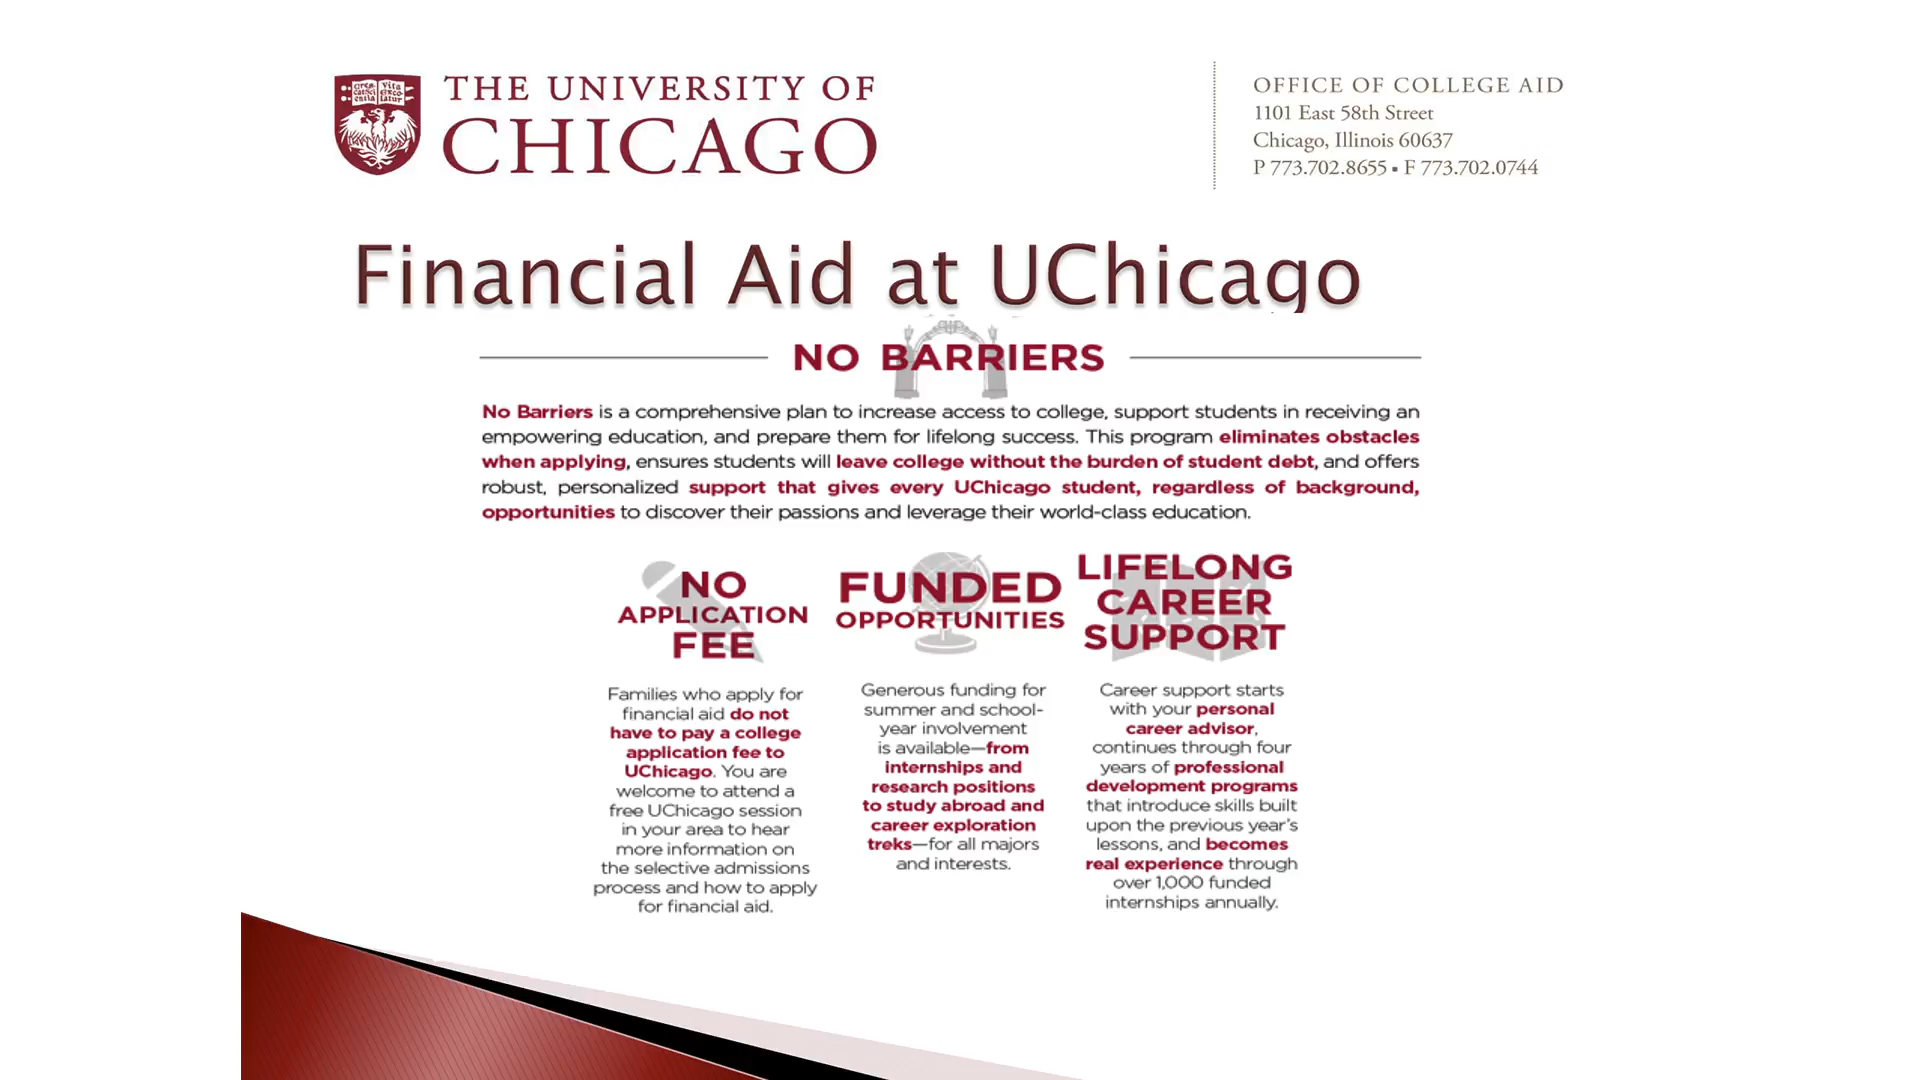 THE UNIVERSITY OF
CHICAGO
OFFICE OF COLLEGE AID
1101 East 58th Street
Chicago, Illinois 60637
P 773.702.8655 ▪ F 773.702.0744
Financial Aid at UChicago
NO BARRIERS
No Barriers is a comprehensive plan to increase access to college, support students in receiving an
empowering education, and prepare them for lifelong success. This program eliminates obstacles
when applying, ensures students will leave college without the burden of student debt, and offers
robust, personalized support that gives every UChicago student, regardless of background,
opportunities to discover their passions and leverage their world-class education.
NO
APPLICATION
FEE
Families who apply for
financial aid do not
have to pay a college
application fee to
UChicago. You are
welcome to attend a
free UChicago session
in your area to hear
more information on
the selective admissions
process and how to apply
for financial aid.
FUNDED
OPPORTUNITIES
Generous funding for
summer and school-
year involvement
is available—from
internships and
research positions
to study abroad and
career exploration
treks—for all majors
and interests.
LIFELONG
CAREER
SUPPORT
Career support starts
with your personal
career advisor,
continues through four
years of professional
development programs
that introduce skills built
upon the previous year's
lessons, and becomes
real experience through
over 1,000 funded
internships annually.